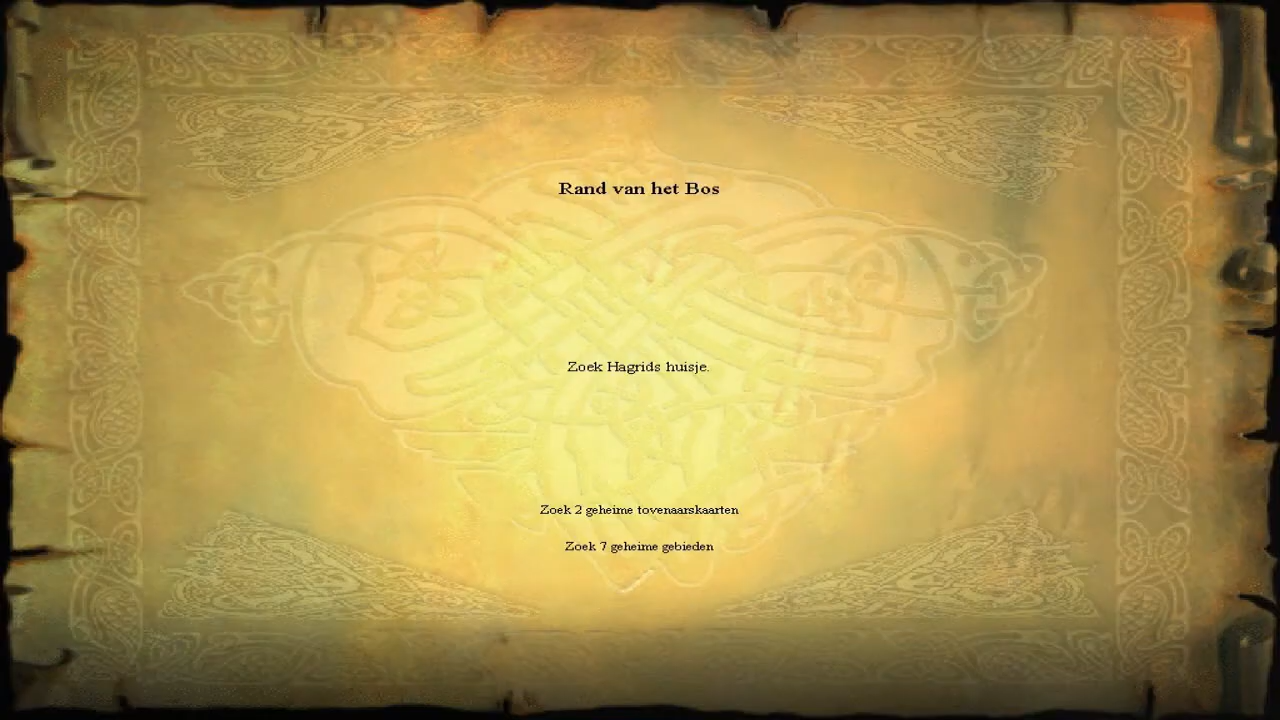 Rand van het Bos
Zoek Hagrids huisje.
Zoek 2 geheime tovenaarskaarten
Zoek 7 geheime gebieden